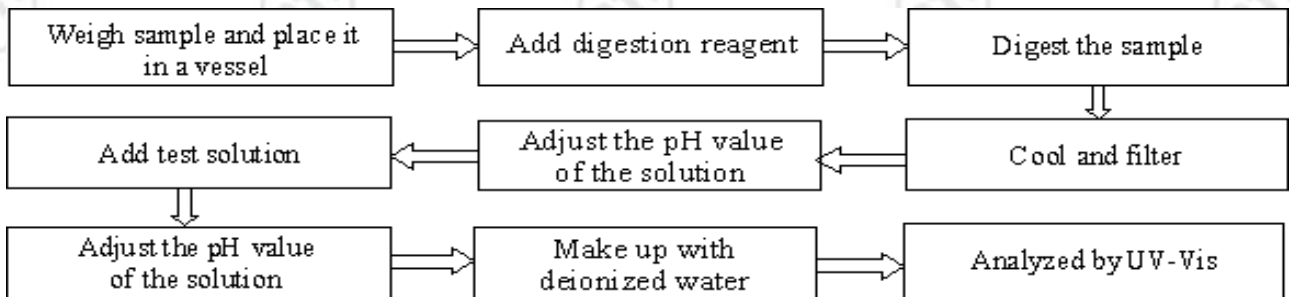 Weigh sample and place it
in a vessel
Add digestion reagent
Digest the sample
Cool and filter
Adjust the pH value
of the solution
Add test solution
Adjust the pH value
of the solution
Make up with
deionized water
Analyzed by UV-Vis